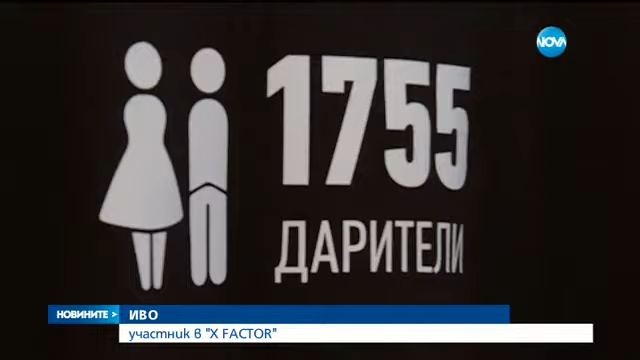 NOVA
1755
ДАРИТЕЛИ
НОВИНИТЕ >
ИВО
участник в "X FACTOR"